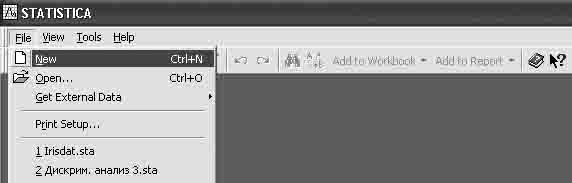 STATISTICA
File View Tools Help
New Ctrl+N
Add to Workbook Add to Report
Open... Ctrl+O
Get External Data
Print Setup...
1 Irisdat.sta
2 Дискрим. анализ 3.sta